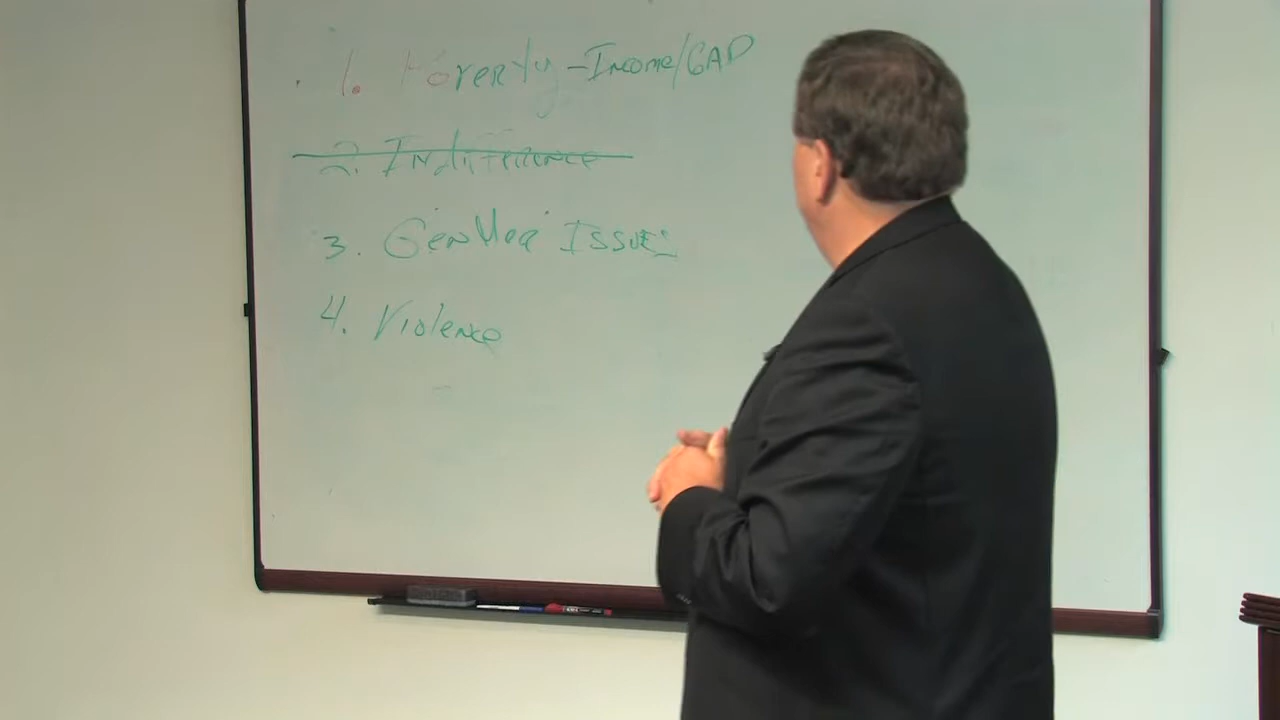 1. Poverty - Income/GAP
2. Indifference
3. Gender Issues
4. Violence